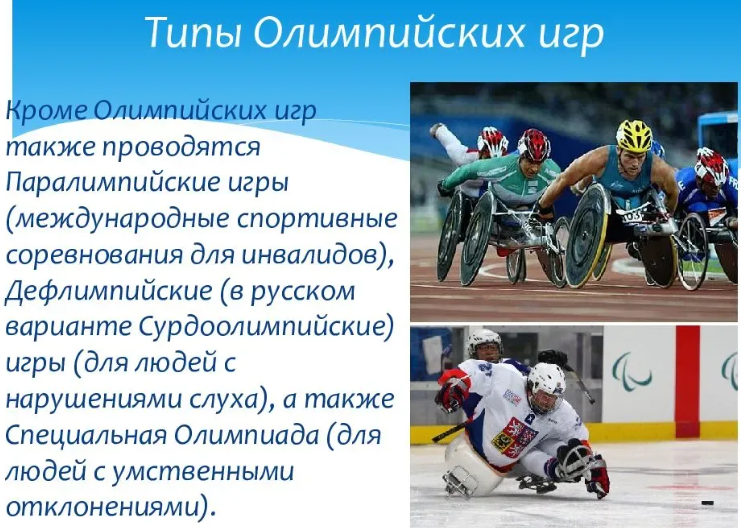 Типы Олимпийских игр
Кроме Олимпийских игр
также проводятся
Паралимпийские игры
(международные спортивные
соревнования для инвалидов),
Дефлимпийские (в русском
варианте Сурдоолимпийские)
игры (для людей с
нарушениями слуха), а также
Специальная Олимпиада (для
людей с умственными
отклонениями).